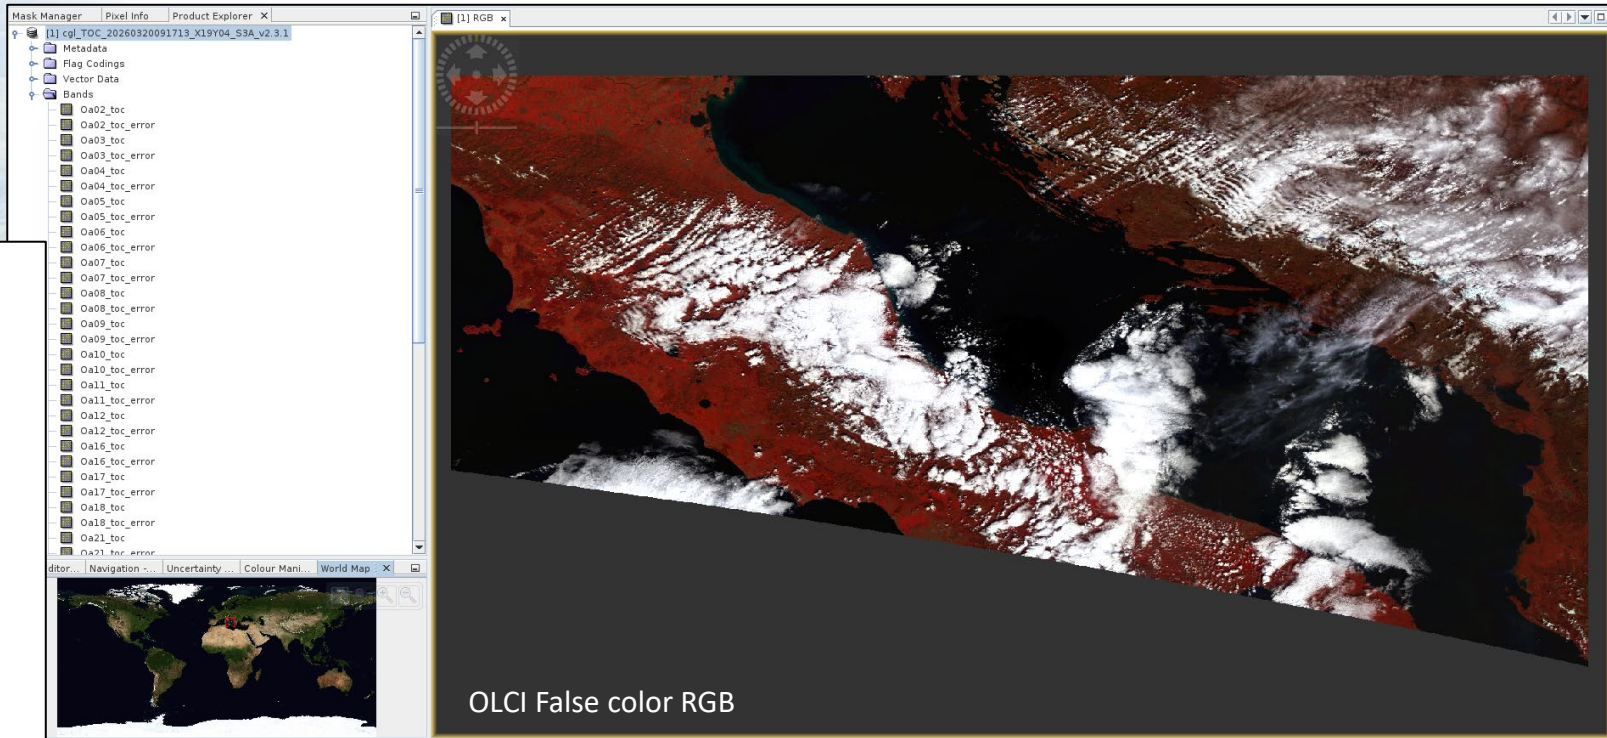 Mask Manager Pixel Info Product Explorer X
[1] cgl_TOC_20260320091713_X19Y04_S3A_v2.3.1
Metadata
Flag Codings
Vector Data
Bands
Oa02_toc
Oa02_toc_error
Oa03_toc
Oa03_toc_error
Oa04_toc
Oa04_toc_error
Oa05_toc
Oa05_toc_error
Oa06_toc
Oa06_toc_error
Oa07_toc
Oa07_toc_error
Oa08_toc
Oa08_toc_error
Oa09_toc
Oa09_toc_error
Oa10_toc
Oa10_toc_error
Oa11_toc
Oa11_toc_error
Oa12_toc
Oa12_toc_error
Oa16_toc
Oa16_toc_error
Oa17_toc
Oa17_toc_error
Oa18_toc
Oa18_toc_error
Oa21_toc
Oa21_toc_error
ditor... Navigation -... Uncertainty ... Colour Mani... World Map X
[1] RGB x
OLCI False color RGB